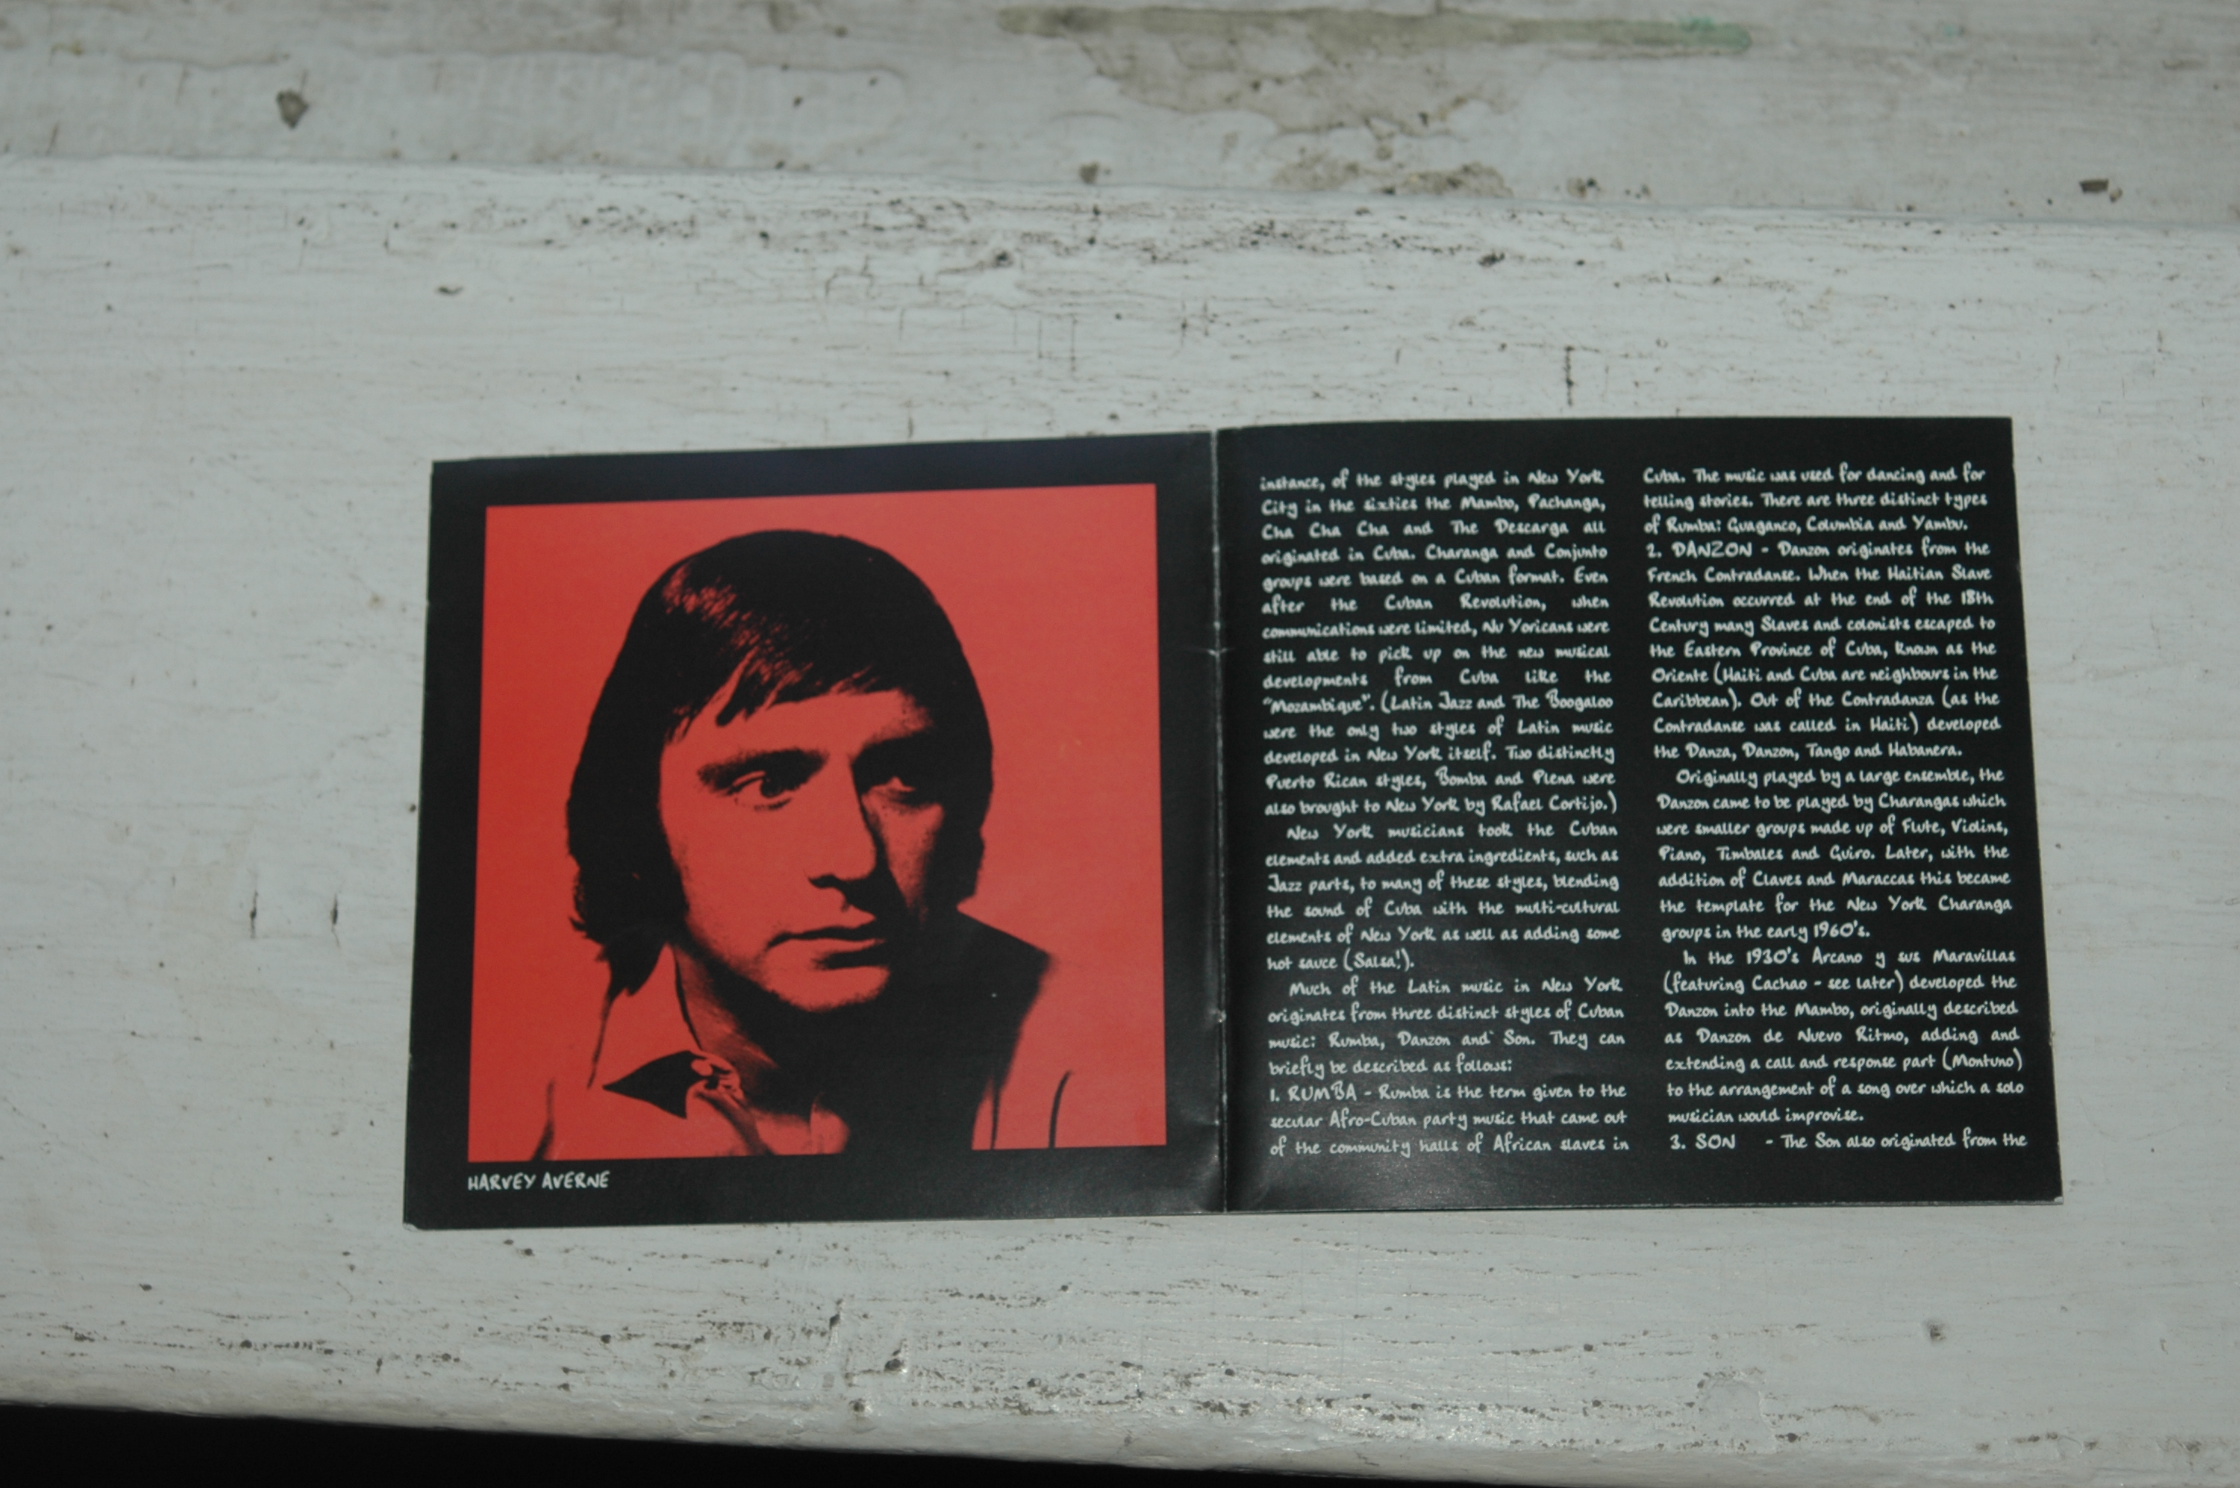 HARVEY AVERNE
instance, of the styles played in New York
City in the sixties the Mambo, Pachanga,
Cha Cha Cha and The Descarga all
originated in Cuba. Charanga and Conjunto
groups were based on a Cuban format. Even
after the Cuban Revolution, when
communications were limited, Nu Yoricans were
still able to pick up on the new musical
developments from Cuba like the
"Mozambique". (Latin Jazz and The Boogaloo
were the only two styles of Latin music
developed in New York itself. Two distinctly
Puerto Rican styles, Bomba and Plena were
also brought to New York by Rafael Cortijo.)
New York musicians took the Cuban
elements and added extra ingredients, such as
Jazz parts, to many of these styles, blending
the sound of Cuba with the multi-cultural
elements of New York as well as adding some
hot sauce (Salsa!).
Much of the Latin music in New York
originates from three distinct styles of Cuban
music: Rumba, Danzon and Son. They can
briefly be described as follows:
1. RUMBA - Rumba is the term given to the
secular Afro-Cuban party music that came out
of the community halls of African slaves in
Cuba. The music was used for dancing and for
telling stories. There are three distinct types
of Rumba: Guaganco, Columbia and Yambu.
2. DANZON - Danzon originates from the
French Contradanse. When the Haitian Slave
Revolution occurred at the end of the 18th
Century many Slaves and colonists escaped to
the Eastern Province of Cuba, known as the
Oriente (Haiti and Cuba are neighbours in the
Caribbean). Out of the Contradanza (as the
Contradanse was called in Haiti) developed
the Danza, Danzon, Tango and Habanera.
Originally played by a large ensemble, the
Danzon came to be played by Charangas which
were smaller groups made up of Flute, Violins,
Piano, Timbales and Guiro. Later, with the
addition of Claves and Maraccas this became
the template for the New York Charanga
groups in the early 1960's.
In the 1930's Arcano y sus Maravillas
(featuring Cachao - see later) developed the
Danzon into the Mambo, originally described
as Danzon de Nuevo Ritmo, adding and
extending a call and response part (Montuno)
to the arrangement of a song over which a solo
musician would improvise.
3. SON - The Son also originated from the